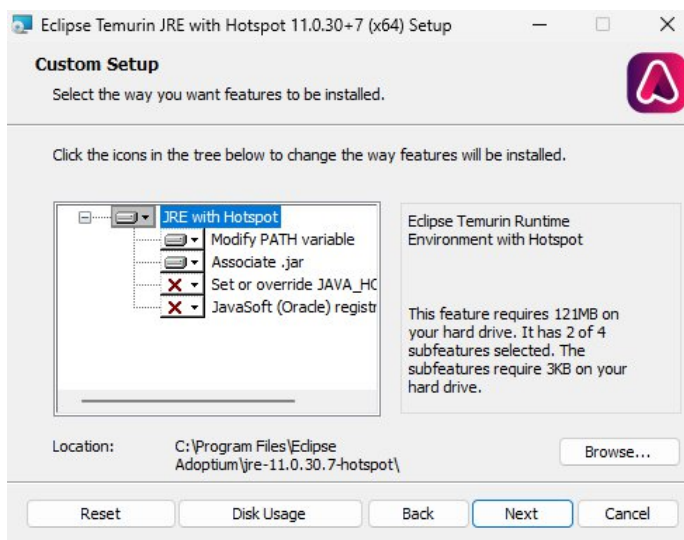 Eclipse Temurin JRE with Hotspot 11.0.30+7 (x64) Setup
Custom Setup
Select the way you want features to be installed.
Click the icons in the tree below to change the way features will be installed.
JRE with Hotspot
Modify PATH variable
Associate .jar
Set or override JAVA_HO
JavaSoft (Oracle) registr
Eclipse Temurin Runtime
Environment with Hotspot
This feature requires 121MB on
your hard drive. It has 2 of 4
subfeatures selected. The
subfeatures require 3KB on your
hard drive.
Location:
C:\Program Files\Eclipse
Adoptium\jre-11.0.30.7-hotspot\
Browse...
Reset
Disk Usage
Back
Next
Cancel